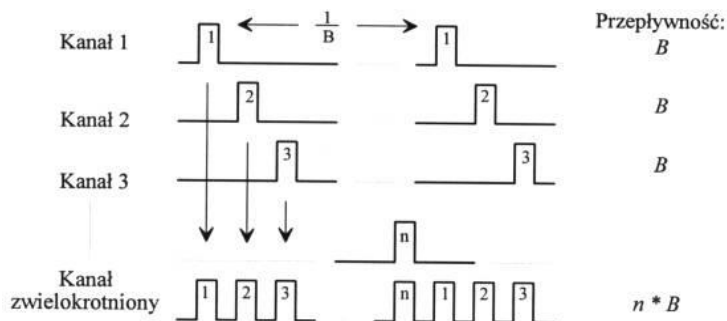 Przepływność:
Kanał 1 1 1/B 1 B
Kanał 2 2 2 B
Kanał 3 3 3 B
n
Kanał
zwielokrotniony 1 2 3 n 1 2 3 n * B